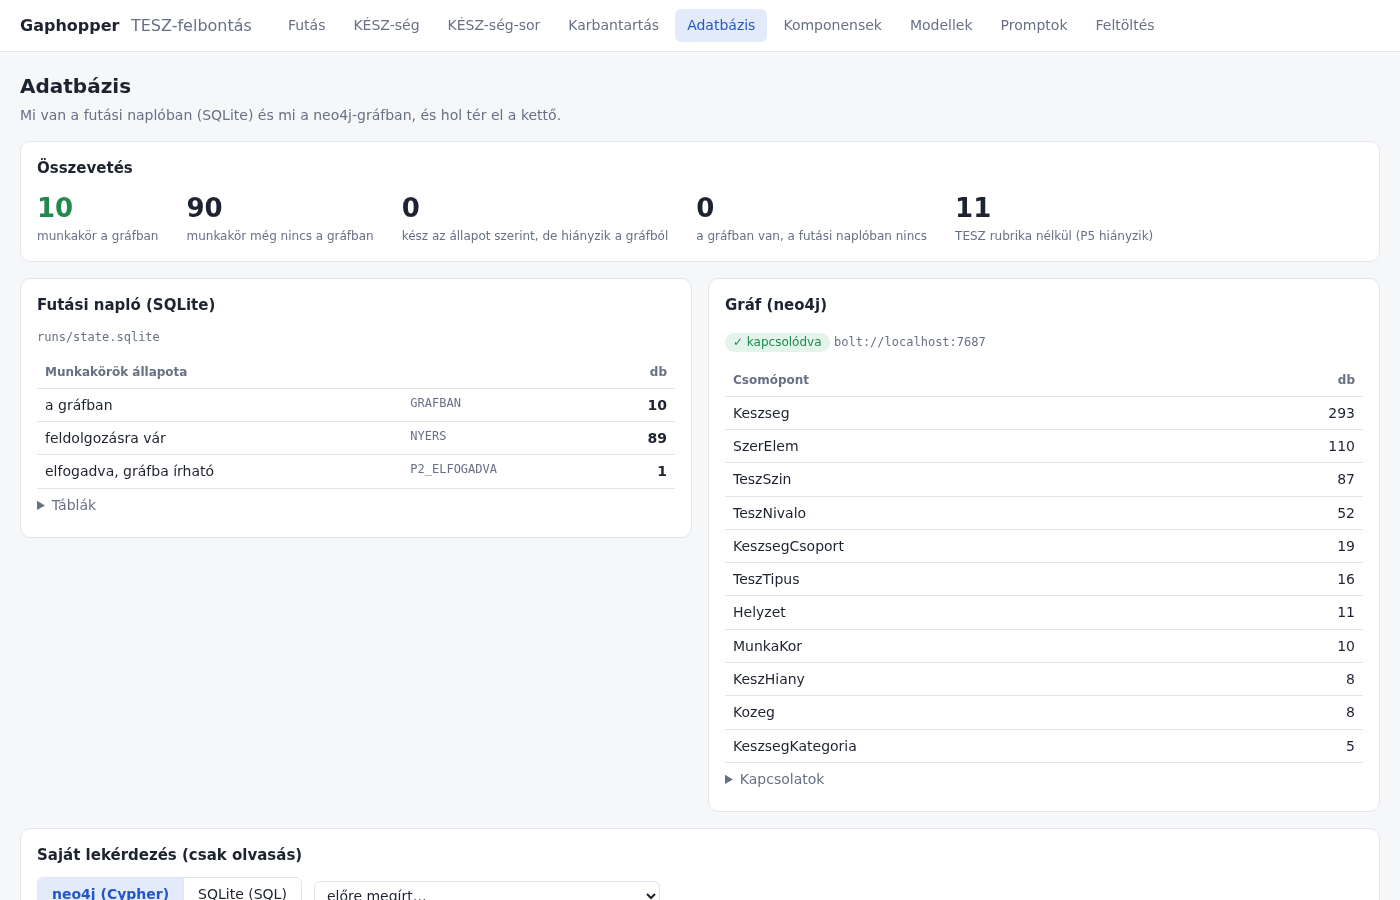 Gaphopper TESZ-felbontás Futás KÉSZ-ség KÉSZ-ség-sor Karbantartás Adatbázis Komponensek Modellek Promptok Feltöltés
Adatbázis
Mi van a futási naplóban (SQLite) és mi a neo4j-gráfban, és hol tér el a kettő.
Összevetés
10 90 0 0 11
munkakör a gráfban munkakör még nincs a gráfban kész az állapot szerint, de hiányzik a gráfból a gráfban van, a futási naplóban nincs TESZ rubrika nélkül (P5 hiányzik)
Futási napló (SQLite)
runs/state.sqlite
Munkakörök állapota db
a gráfban GRAFBAN 10
feldolgozásra vár NYERS 89
elfogadva, gráfba írható P2_ELFOGADVA 1
▶ Táblák
Gráf (neo4j)
✓ kapcsolódva bolt://localhost:7687
Csomópont db
Keszseg 293
SzerElem 110
TeszSzin 87
TeszNivalo 52
KeszsegCsoport 19
TeszTipus 16
Helyzet 11
MunkaKor 10
KeszHiany 8
Kozeg 8
KeszsegKategoria 5
▶ Kapcsolatok
Saját lekérdezés (csak olvasás)
neo4j (Cypher) SQLite (SQL) előre megírt...